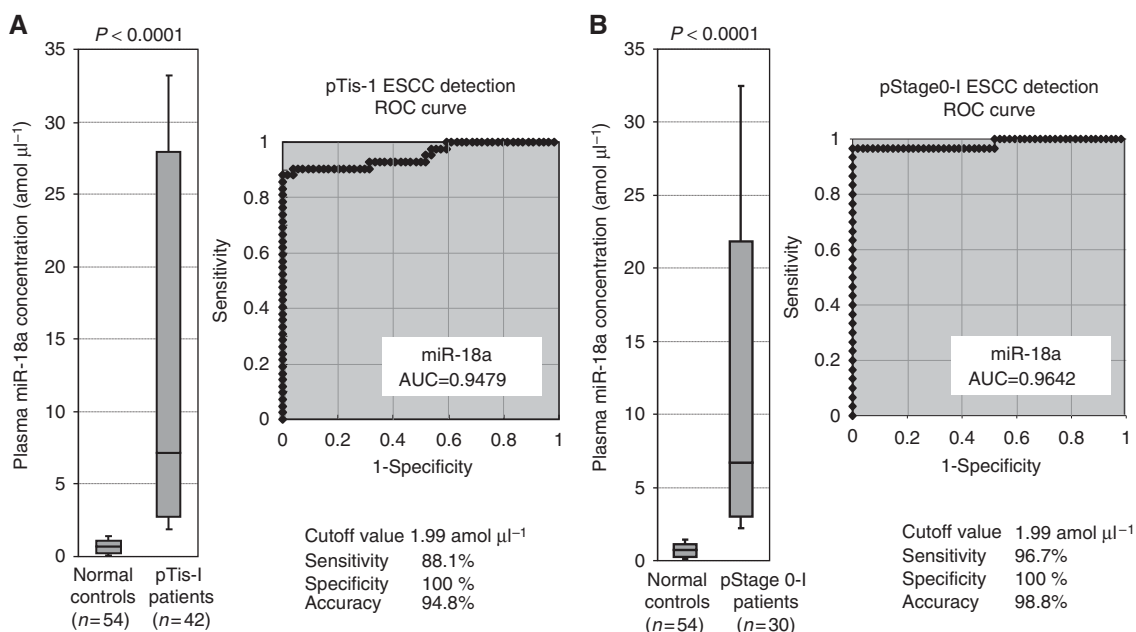 A
P < 0.0001
Plasma miR-18a concentration (amol µl⁻¹)
35
30
25
20
15
10
5
0
Normal controls (n=54)
pTis-I patients (n=42)
pTis-1 ESCC detection
ROC curve
Sensitivity
1
0.8
0.6
0.4
0.2
0
miR-18a
AUC=0.9479
0 0.2 0.4 0.6 0.8 1
1-Specificity
Cutoff value 1.99 amol µl⁻¹
Sensitivity 88.1%
Specificity 100 %
Accuracy 94.8%
B
P < 0.0001
Plasma miR-18a concentration (amol µl⁻¹)
35
30
25
20
15
10
5
0
Normal controls (n=54)
pStage 0-I patients (n=30)
pStage0-I ESCC detection
ROC curve
Sensitivity
1
0.8
0.6
0.4
0.2
0
miR-18a
AUC=0.9642
0 0.2 0.4 0.6 0.8 1
1-Specificity
Cutoff value 1.99 amol µl⁻¹
Sensitivity 96.7%
Specificity 100 %
Accuracy 98.8%